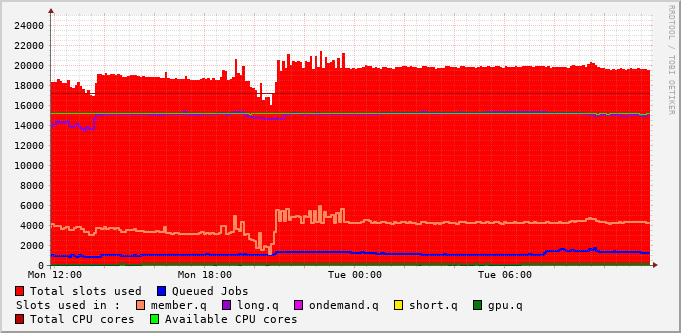 24000
22000
20000
18000
16000
14000
12000
10000
8000
6000
4000
2000
0
Mon 12:00 Mon 18:00 Tue 00:00 Tue 06:00
Total slots used Queued Jobs
Slots used in : member.q long.q ondemand.q short.q gpu.q
Total CPU cores Available CPU cores
RRDTOOL / TOBI OETIKER